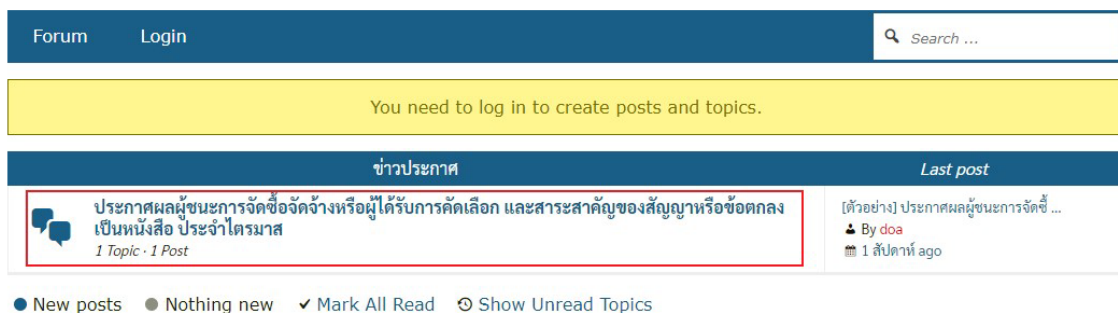 Forum Login Search ...
You need to log in to create posts and topics.
ข่าวประกาศ Last post
ประกาศผลผู้ชนะการจัดซื้อจัดจ้างหรือผู้ได้รับการคัดเลือก และสาระสำคัญของสัญญาหรือข้อตกลง
เป็นหนังสือ ประจำไตรมาส
1 Topic · 1 Post
[ตัวอย่าง] ประกาศผลผู้ชนะการจัดซื้ ...
By doa
1 สัปดาห์ ago
New posts Nothing new Mark All Read Show Unread Topics